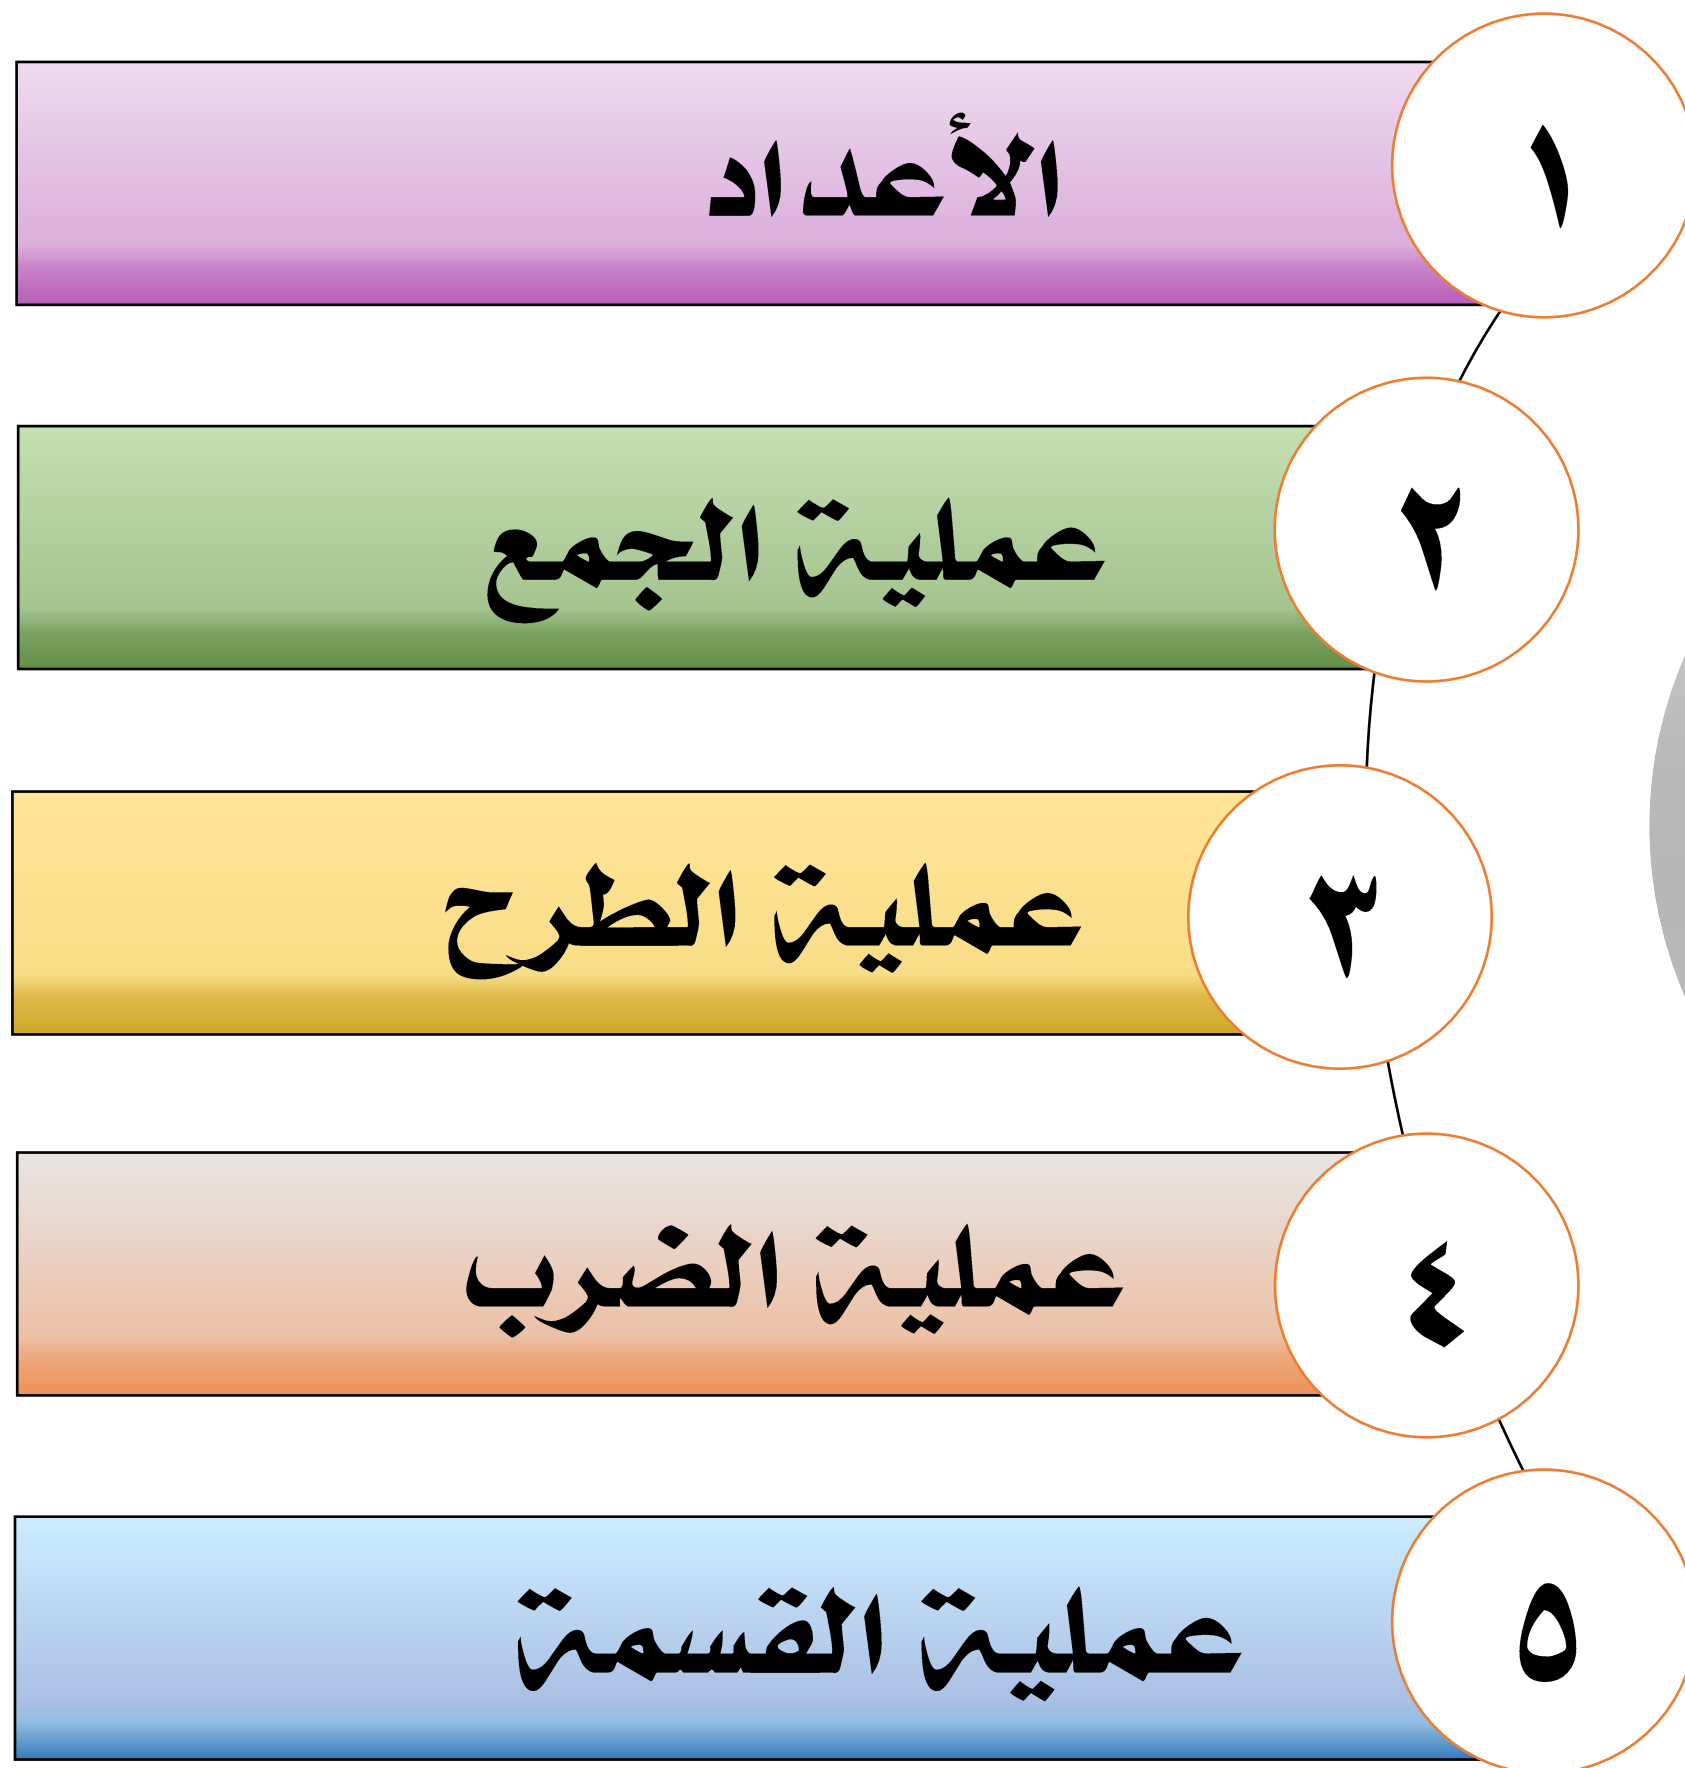 ١ الأعداد
٢ عملية الجمع
٣ عملية الطرح
٤ عملية الضرب
٥ عملية القسمة